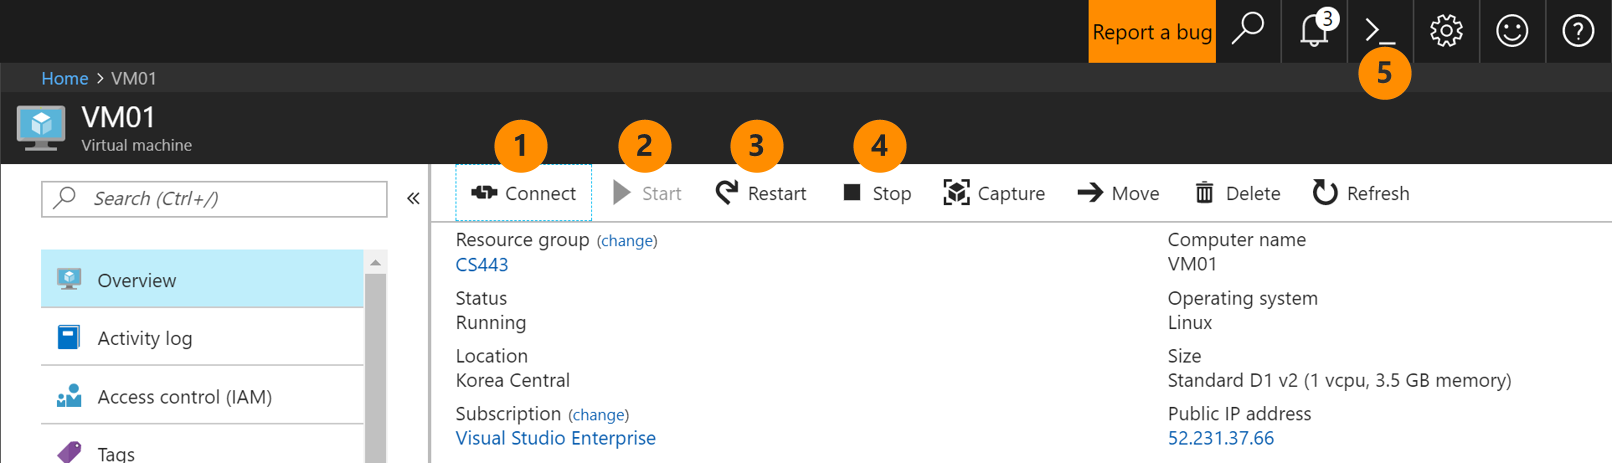 Report a bug
3
5
Home > VM01
VM01
Virtual machine
1
2
3
4
Search (Ctrl+/)
«
Connect
Start
Restart
Stop
Capture
Move
Delete
Refresh
Overview
Activity log
Access control (IAM)
Tags
Resource group (change)
CS443
Status
Running
Location
Korea Central
Subscription (change)
Visual Studio Enterprise
Computer name
VM01
Operating system
Linux
Size
Standard D1 v2 (1 vcpu, 3.5 GB memory)
Public IP address
52.231.37.66